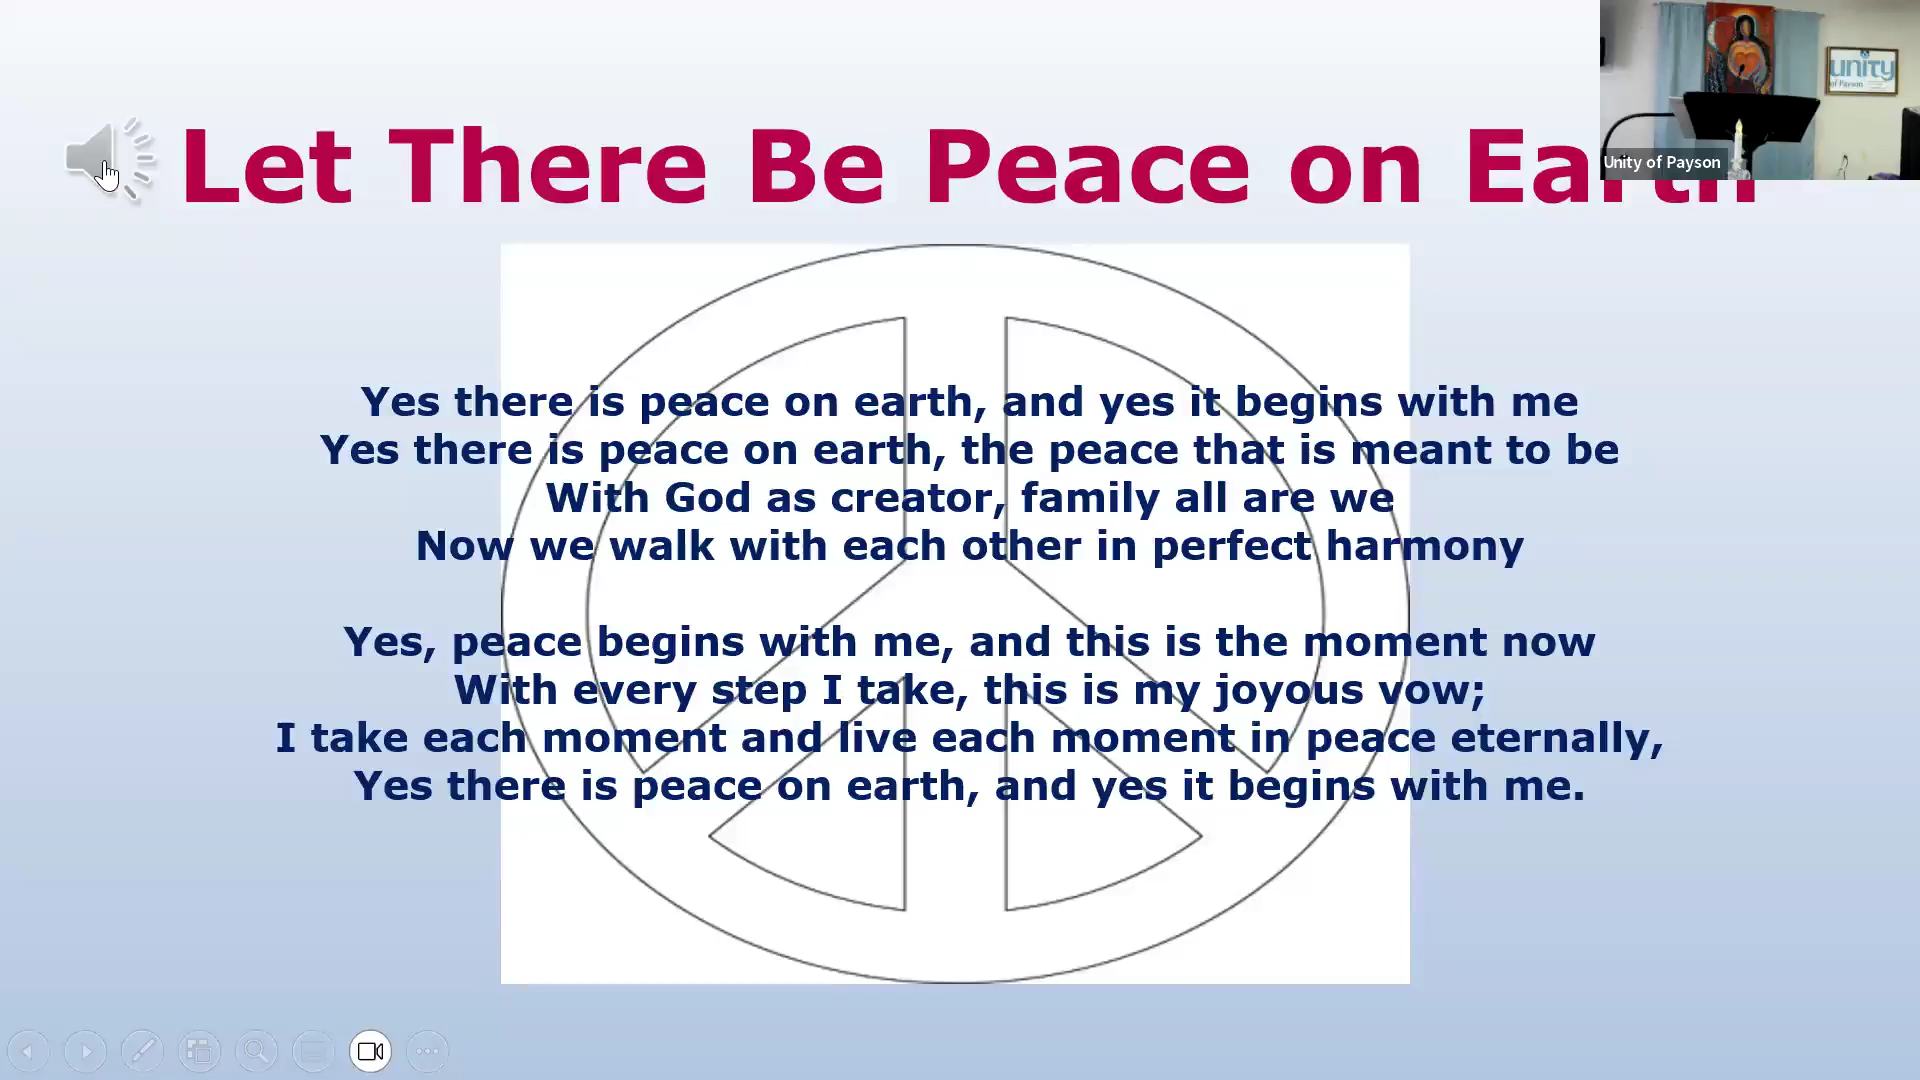 Let There Be Peace on Earth
unity
of Payson
Unity of Payson
Yes there is peace on earth, and yes it begins with me
Yes there is peace on earth, the peace that is meant to be
With God as creator, family all are we
Now we walk with each other in perfect harmony
Yes, peace begins with me, and this is the moment now
With every step I take, this is my joyous vow;
I take each moment and live each moment in peace eternally,
Yes there is peace on earth, and yes it begins with me.